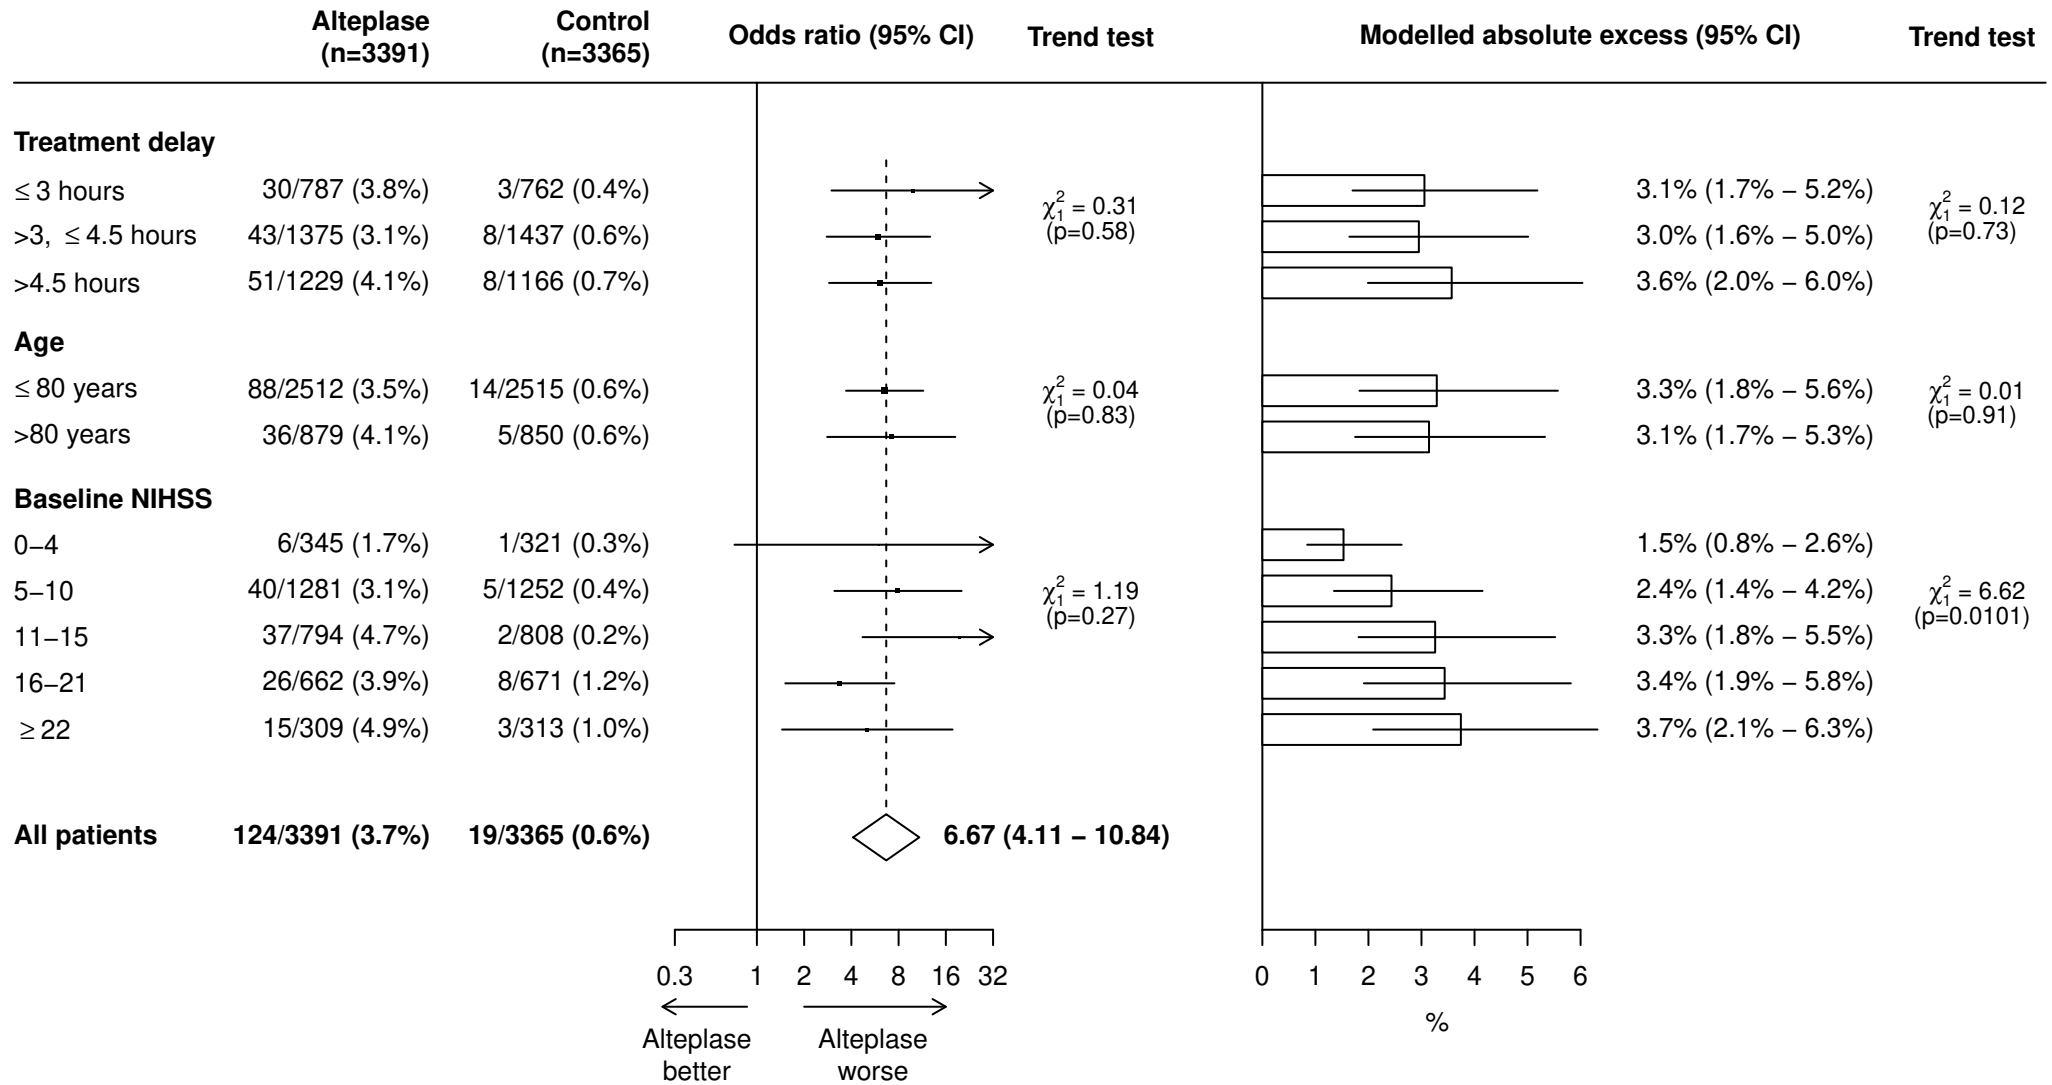 Alteplase (n=3391) Control (n=3365) Odds ratio (95% CI) Trend test Modelled absolute excess (95% CI) Trend test
Treatment delay
≤ 3 hours 30/787 (3.8%) 3/762 (0.4%) 3.1% (1.7% − 5.2%)
χ²₁ = 0.31 (p=0.58) χ²₁ = 0.12 (p=0.73)
>3, ≤ 4.5 hours 43/1375 (3.1%) 8/1437 (0.6%) 3.0% (1.6% − 5.0%)
>4.5 hours 51/1229 (4.1%) 8/1166 (0.7%) 3.6% (2.0% − 6.0%)
Age
≤ 80 years 88/2512 (3.5%) 14/2515 (0.6%) 3.3% (1.8% − 5.6%)
χ²₁ = 0.04 (p=0.83) χ²₁ = 0.01 (p=0.91)
>80 years 36/879 (4.1%) 5/850 (0.6%) 3.1% (1.7% − 5.3%)
Baseline NIHSS
0−4 6/345 (1.7%) 1/321 (0.3%) 1.5% (0.8% − 2.6%)
5−10 40/1281 (3.1%) 5/1252 (0.4%) 2.4% (1.4% − 4.2%)
χ²₁ = 1.19 (p=0.27) χ²₁ = 6.62 (p=0.0101)
11−15 37/794 (4.7%) 2/808 (0.2%) 3.3% (1.8% − 5.5%)
16−21 26/662 (3.9%) 8/671 (1.2%) 3.4% (1.9% − 5.8%)
≥ 22 15/309 (4.9%) 3/313 (1.0%) 3.7% (2.1% − 6.3%)
All patients 124/3391 (3.7%) 19/3365 (0.6%) 6.67 (4.11 − 10.84)
0.3 1 2 4 8 16 32 0 1 2 3 4 5 6
%
Alteplase better
Alteplase worse